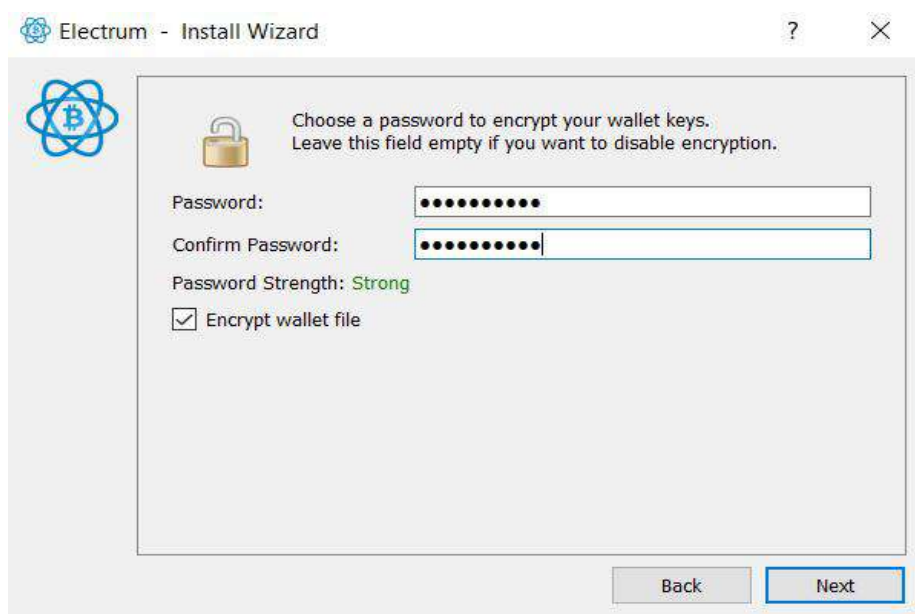 Electrum - Install Wizard
Choose a password to encrypt your wallet keys.
Leave this field empty if you want to disable encryption.
Password: ●●●●●●●●●●
Confirm Password: ●●●●●●●●●●
Password Strength: Strong
Encrypt wallet file
Back Next